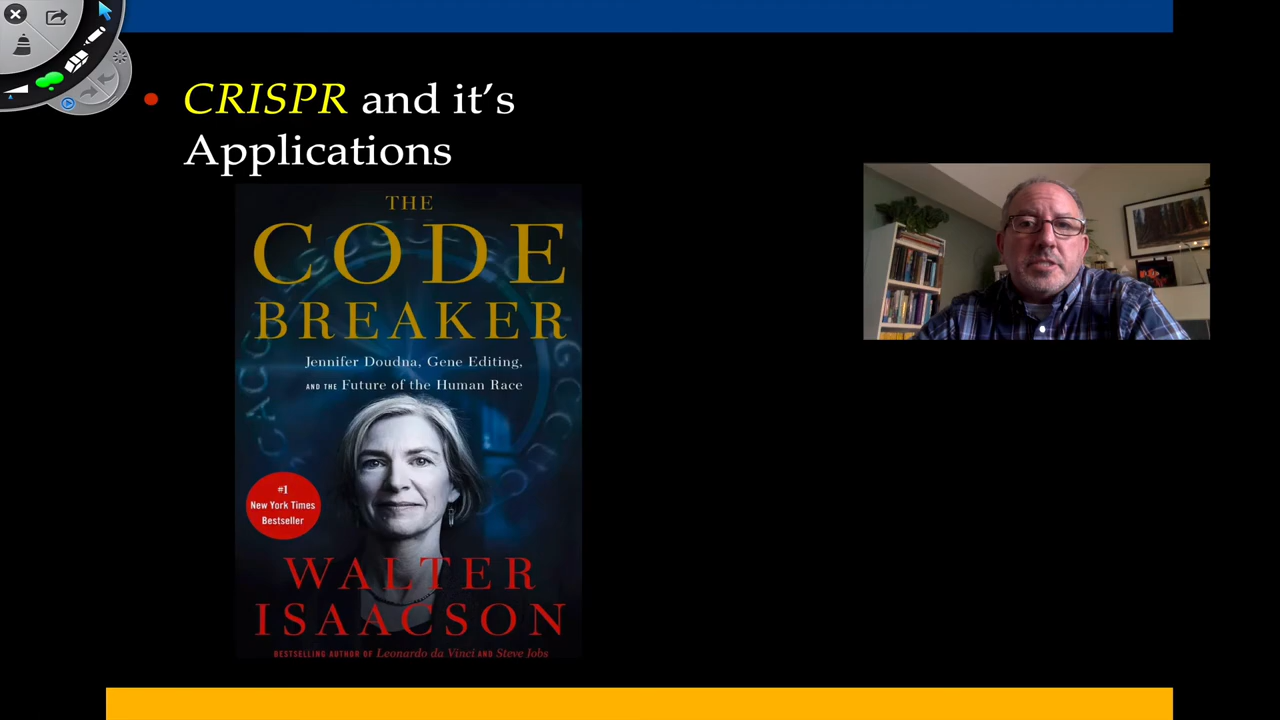 CRISPR and it's
Applications
THE
CODE
BREAKER
Jennifer Doudna, Gene Editing,
AND THE Future of the Human Race
#1
New York Times
Bestseller
WALTER
ISAACSON
BESTSELLING AUTHOR OF Leonardo da Vinci AND Steve Jobs